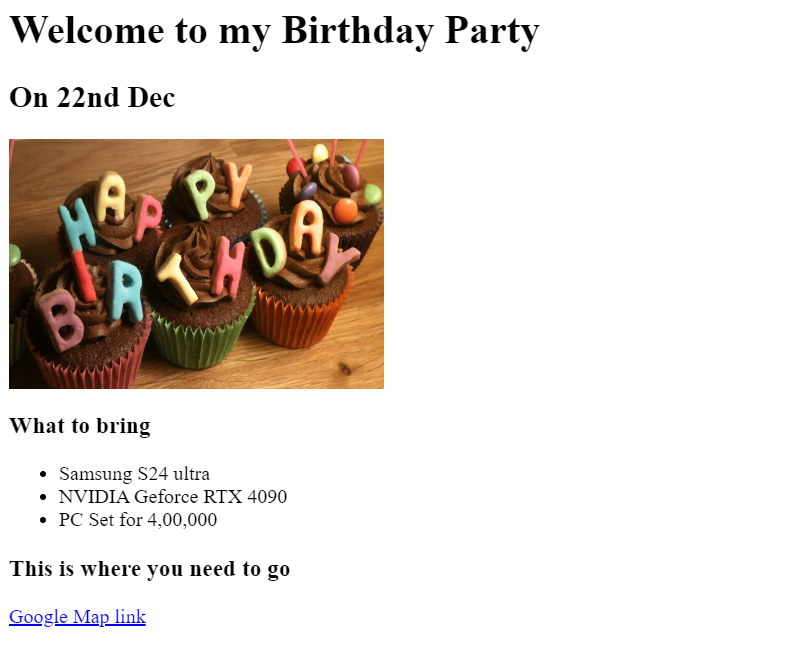 Welcome to my Birthday Party
On 22nd Dec
HAPPY
BIRTHDAY
What to bring
Samsung S24 ultra
NVIDIA Geforce RTX 4090
PC Set for 4,00,000
This is where you need to go
Google Map link